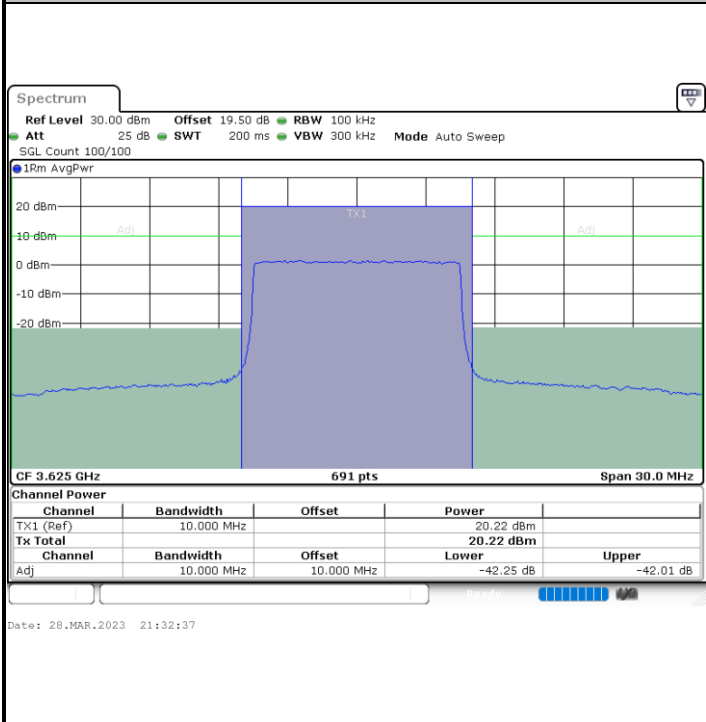 Spectrum
Ref Level 30.00 dBm Offset 19.50 dB RBW 100 kHz
Att 25 dB SWT 200 ms VBW 300 kHz Mode Auto Sweep
SGL Count 100/100
1Rm AvgPwr
20 dBm
TX1
10 dBm
Adj Adj
0 dBm
-10 dBm
-20 dBm
CF 3.625 GHz 691 pts Span 30.0 MHz
Channel Power
Channel Bandwidth Offset Power
TX1 (Ref) 10.000 MHz 20.22 dBm
Tx Total 20.22 dBm
Channel Bandwidth Offset Lower Upper
Adj 10.000 MHz 10.000 MHz -42.25 dB -42.01 dB
Ready
Date: 28.MAR.2023 21:32:37